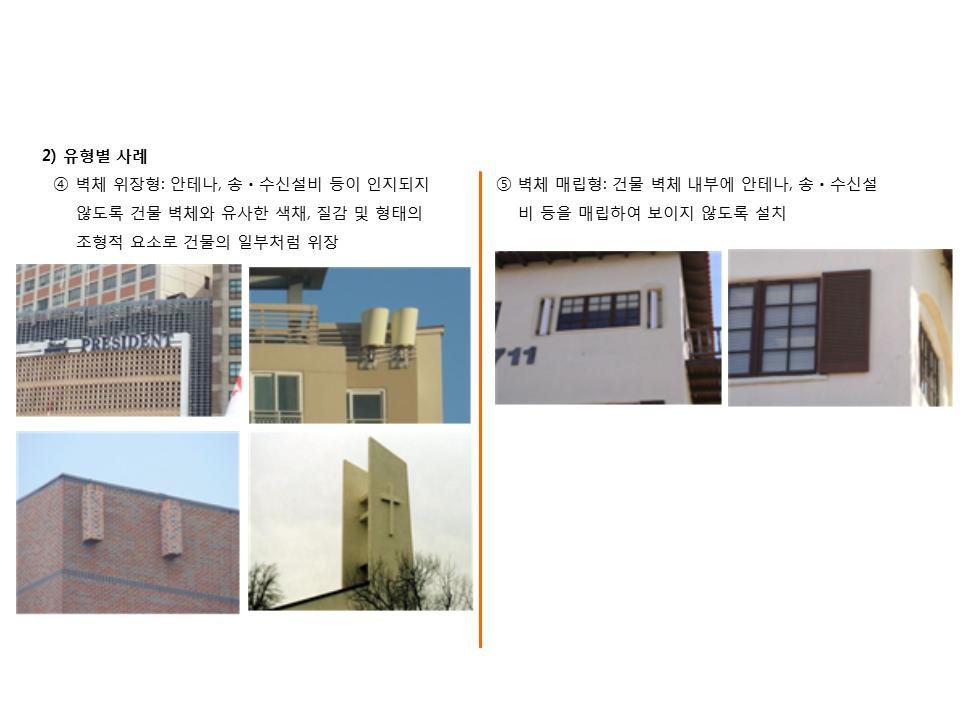 2) 유형별 사례
④ 벽체 위장형: 안테나, 송・수신설비 등이 인지되지
않도록 건물 벽체와 유사한 색채, 질감 및 형태의
조형적 요소로 건물의 일부처럼 위장
⑤ 벽체 매립형: 건물 벽체 내부에 안테나, 송・수신설
비 등을 매립하여 보이지 않도록 설치
PRESIDENT
711